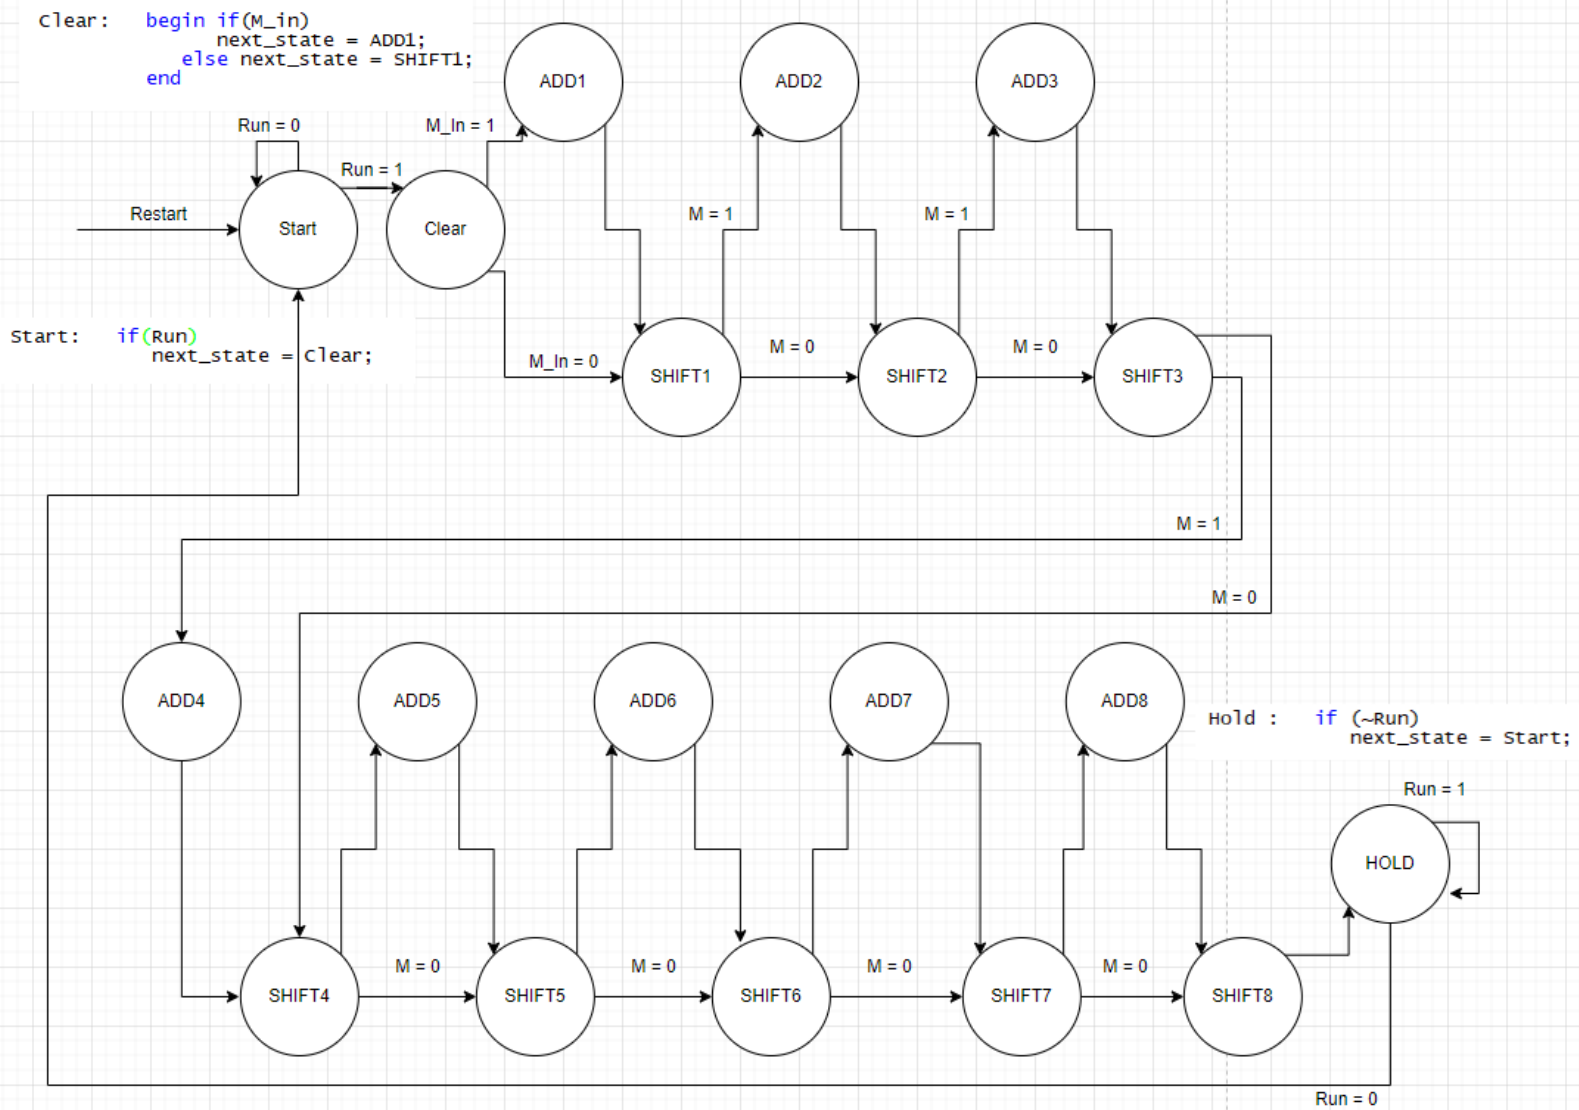 Clear:   begin if(M_in)
next_state = ADD1;
else next_state = SHIFT1;
end
ADD1
ADD2
ADD3
Run = 0
M_In = 1
Run = 1
Restart
Start
Clear
M = 1
M = 1
Start:   if(Run)
next_state = Clear;
M_In = 0
SHIFT1
M = 0
SHIFT2
M = 0
SHIFT3
M = 1
M = 0
ADD4
ADD5
ADD6
ADD7
ADD8
Hold :   if (~Run)
next_state = Start;
Run = 1
HOLD
SHIFT4
M = 0
SHIFT5
M = 0
SHIFT6
M = 0
SHIFT7
M = 0
SHIFT8
Run = 0